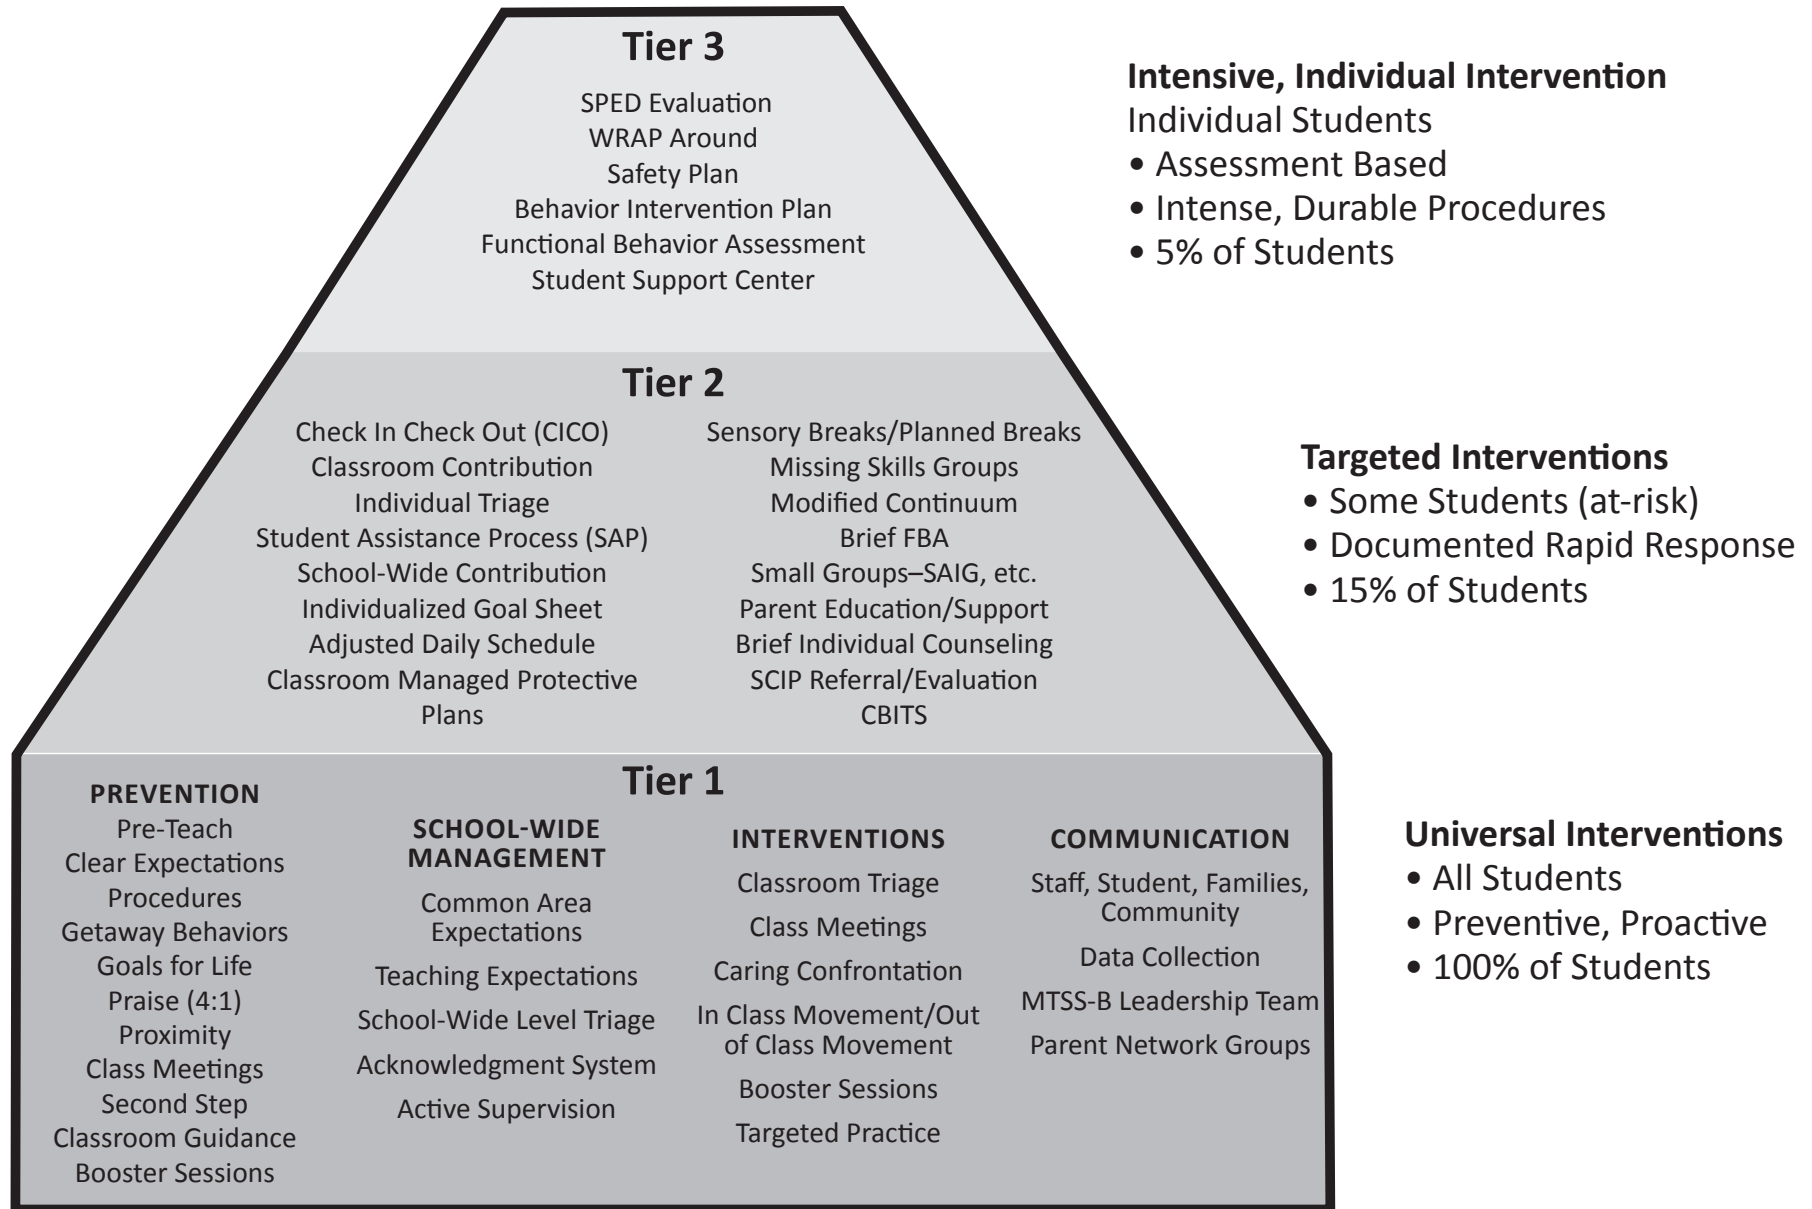 Tier 3
SPED Evaluation
WRAP Around
Safety Plan
Behavior Intervention Plan
Functional Behavior Assessment
Student Support Center
Intensive, Individual Intervention
Individual Students
• Assessment Based
• Intense, Durable Procedures
• 5% of Students
Tier 2
Check In Check Out (CICO)
Classroom Contribution
Individual Triage
Student Assistance Process (SAP)
School-Wide Contribution
Individualized Goal Sheet
Adjusted Daily Schedule
Classroom Managed Protective
Plans
Sensory Breaks/Planned Breaks
Missing Skills Groups
Modified Continuum
Brief FBA
Small Groups–SAIG, etc.
Parent Education/Support
Brief Individual Counseling
SCIP Referral/Evaluation
CBITS
Targeted Interventions
• Some Students (at-risk)
• Documented Rapid Response
• 15% of Students
Tier 1
PREVENTION
Pre-Teach
Clear Expectations
Procedures
Getaway Behaviors
Goals for Life
Praise (4:1)
Proximity
Class Meetings
Second Step
Classroom Guidance
Booster Sessions
SCHOOL-WIDE
MANAGEMENT
Common Area
Expectations
Teaching Expectations
School-Wide Level Triage
Acknowledgment System
Active Supervision
INTERVENTIONS
Classroom Triage
Class Meetings
Caring Confrontation
In Class Movement/Out
of Class Movement
Booster Sessions
Targeted Practice
COMMUNICATION
Staff, Student, Families,
Community
Data Collection
MTSS-B Leadership Team
Parent Network Groups
Universal Interventions
• All Students
• Preventive, Proactive
• 100% of Students